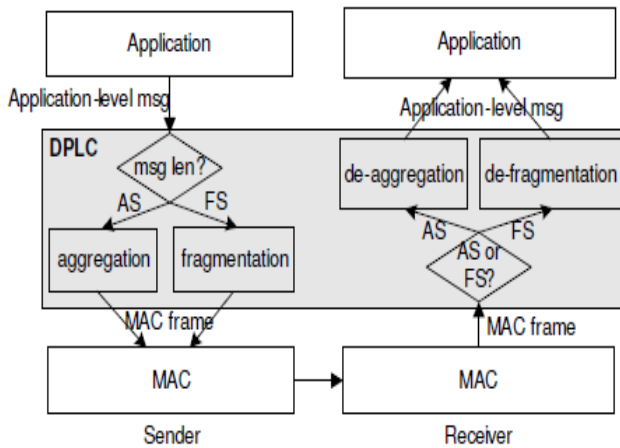 Application
Application
Application-level msg
Application-level msg
DPLC
msg len?
de-aggregation
de-fragmentation
AS
FS
AS
FS
aggregation
fragmentation
AS or
FS?
MAC frame
MAC frame
MAC
MAC
Sender
Receiver